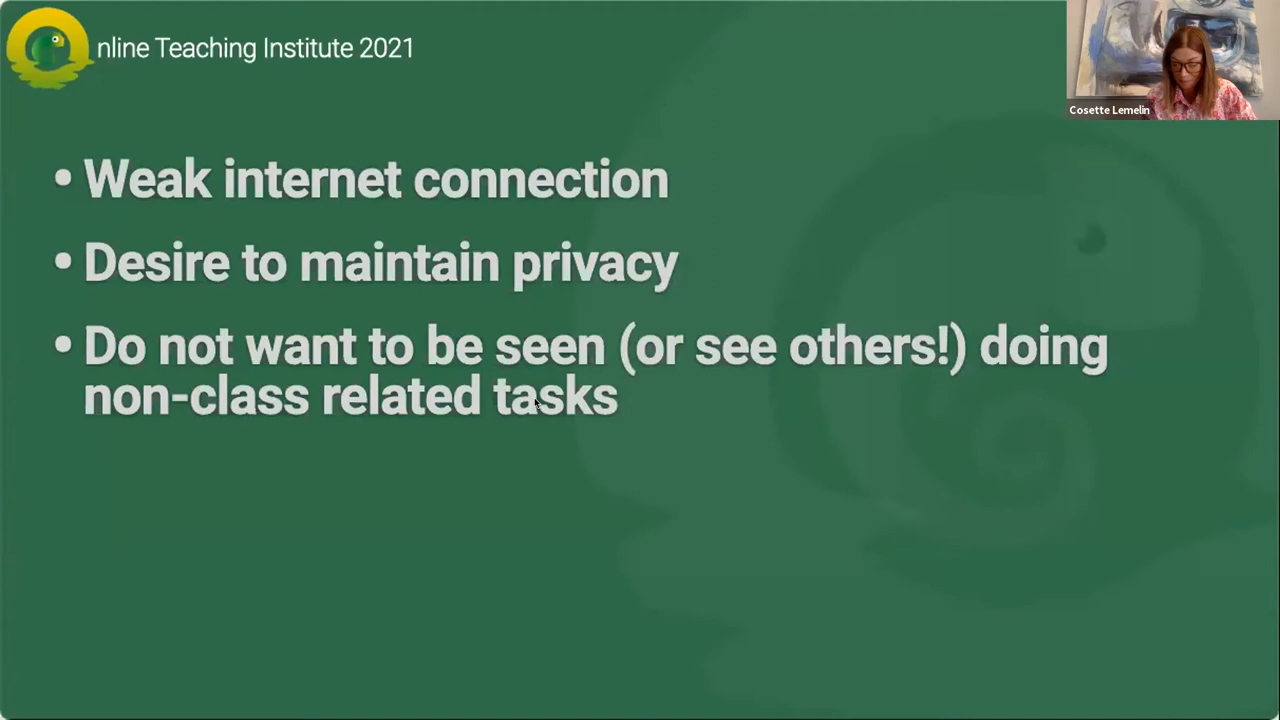 nline Teaching Institute 2021
Cosette Lemelin
• Weak internet connection
• Desire to maintain privacy
• Do not want to be seen (or see others!) doing
non-class related tasks